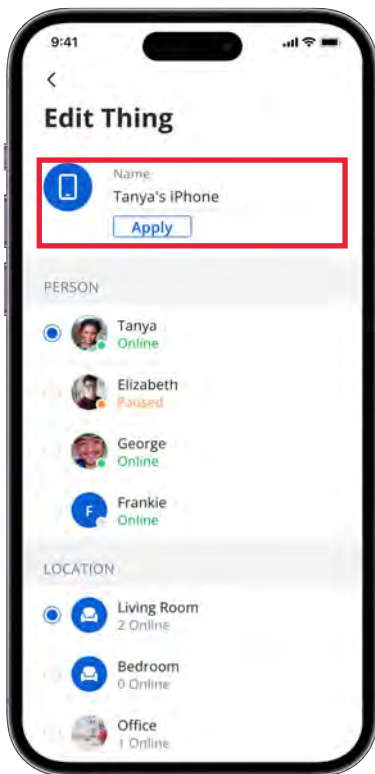 9:41
Edit Thing
Name
Tanya's iPhone
Apply
PERSON
Tanya
Online
Elizabeth
Paused
George
Online
F
Frankie
Online
LOCATION
Living Room
2 Online
Bedroom
0 Online
Office
1 Online